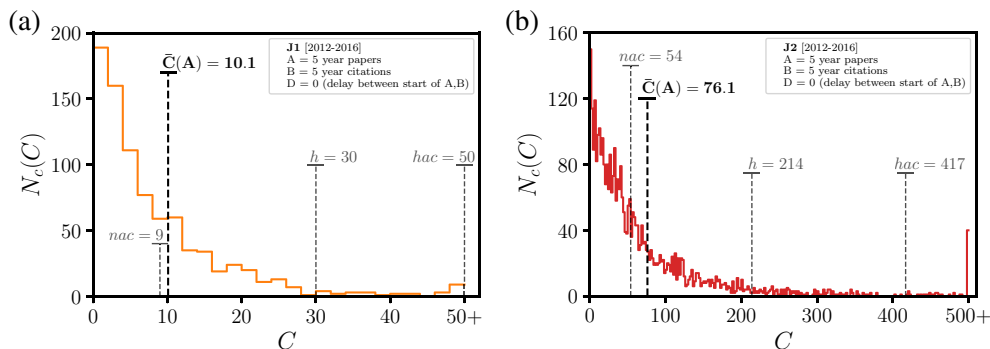 (a)
200
150
100
50
0
N_c(C)
C̄(A) = 10.1
J1 [2012-2016]
A = 5 year papers
B = 5 year citations
D = 0 (delay between start of A,B)
h = 30
hac = 50
nac = 9
0 10 20 30 40 50+
C
(b)
160
120
80
40
0
N_c(C)
nac = 54
C̄(A) = 76.1
J2 [2012-2016]
A = 5 year papers
B = 5 year citations
D = 0 (delay between start of A,B)
h = 214
hac = 417
0 100 200 300 400 500+
C